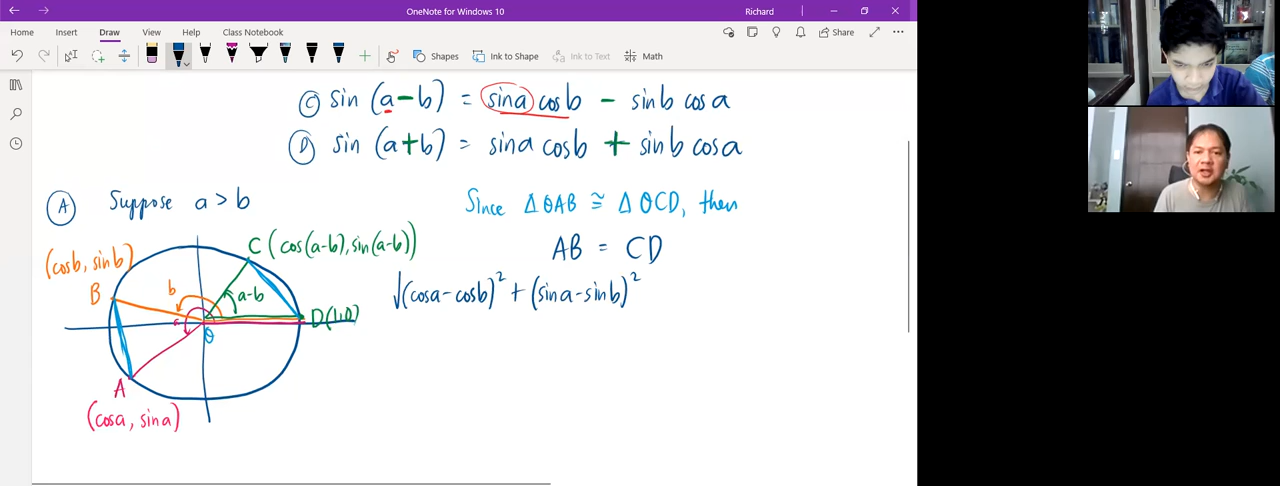 OneNote for Windows 10
Richard
Home Insert Draw View Help Class Notebook
Share
Shapes Ink to Shape Ink to Text Math
Ⓒ sin (a-b) = sina cosb - sinb cosa
Ⓓ sin (a+b) = sina cosb + sinb cosa
Ⓐ Suppose a > b
Since Δ OAB ≅ Δ OCD, then
AB = CD
√(cosa-cosb)² + (sina-sinb)²
C (cos(a-b), sin(a-b))
(cosb, sinb)
B
b
a-b
D(1,0)
O
A
(cosa, sina)